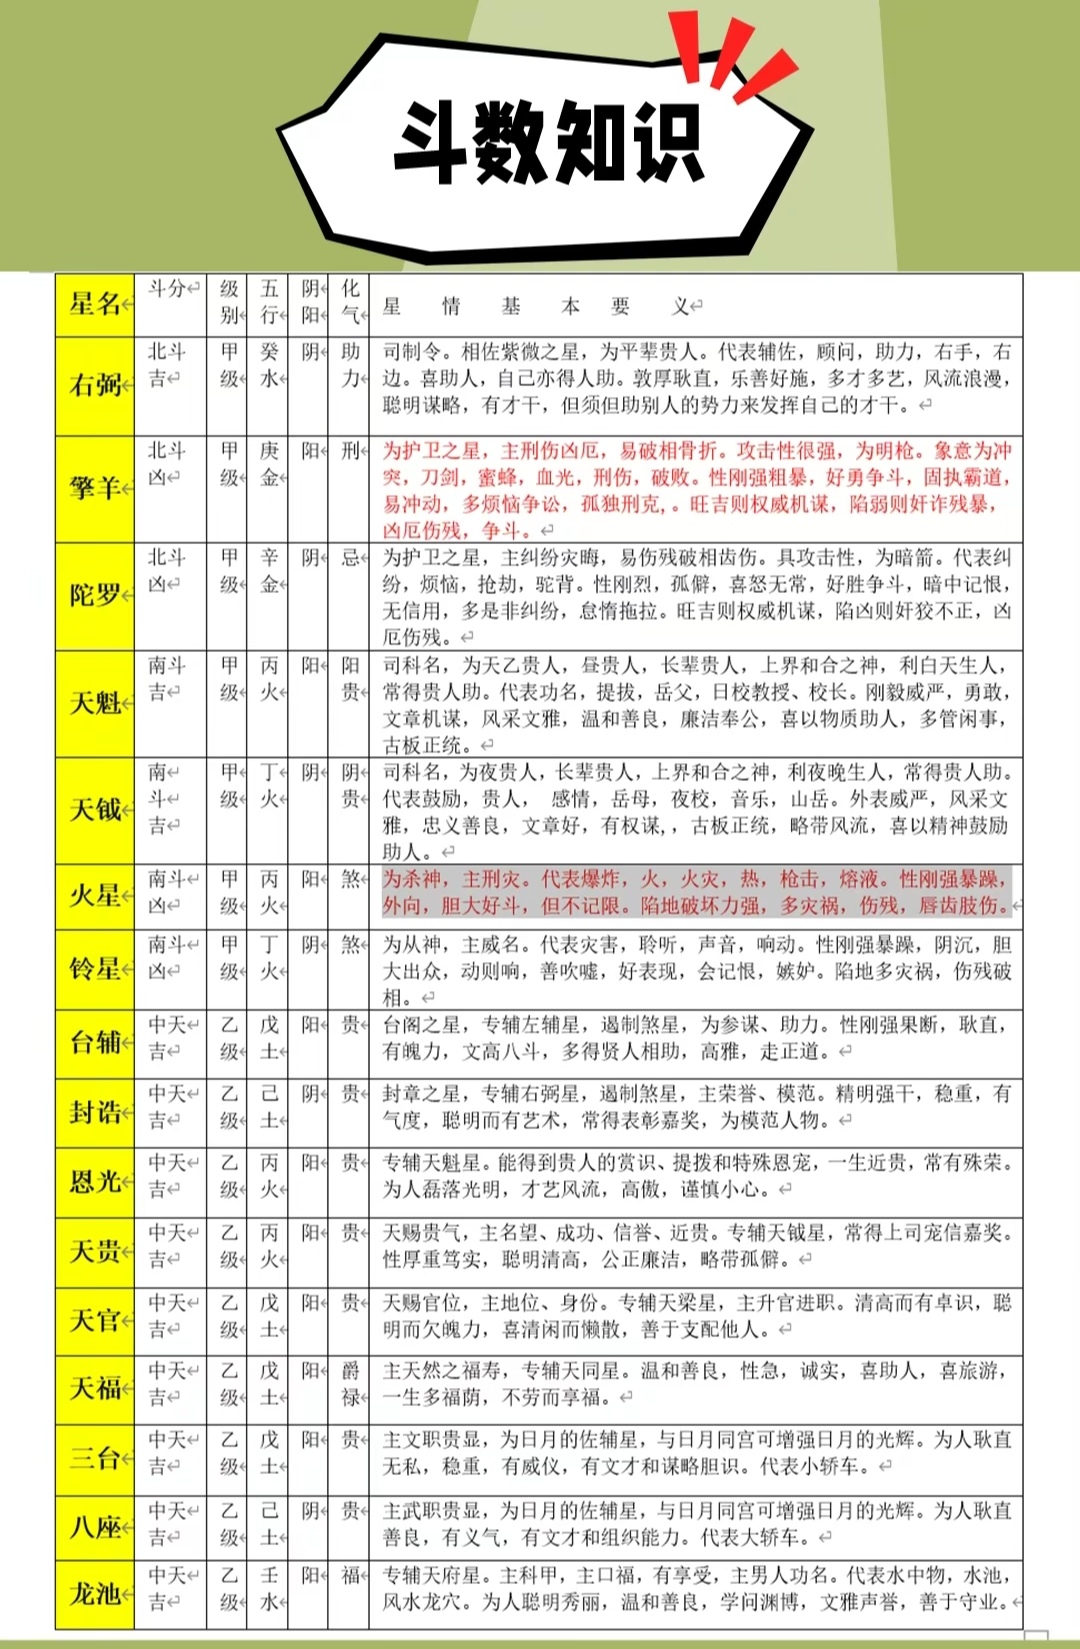 斗数知识
星名 斗分 级 五 阴 化
别 行 阳 气
星 情 基 本 要 义
右弼
北斗 甲 癸 阴 助
吉 级 水 力
司制令。相佐紫微之星，为平辈贵人。代表辅佐，顾问，助力，右手，右
边。喜助人，自己亦得人助。敦厚耿直，乐善好施，多才多艺，风流浪漫，
聪明谋略，有才干，但须但助别人的势力来发挥自己的才干。
擎羊
北斗 甲 庚 阳 刑
凶 级 金
为护卫之星，主刑伤凶厄，易破相骨折。攻击性很强，为明枪。象意为冲
突，刀剑，蜜蜂，血光，刑伤，破败。性刚强粗暴，好勇争斗，固执霸道，
易冲动，多烦恼争讼，孤独刑克,。旺吉则权威机谋，陷弱则奸诈残暴，
凶厄伤残，争斗。
陀罗
北斗 甲 辛 阴 忌
凶 级 金
为护卫之星，主纠纷灾晦，易伤残破相齿伤。具攻击性，为暗箭。代表纠
纷，烦恼，抢劫，驼背。性刚烈，孤僻，喜怒无常，好胜争斗，暗中记恨，
无信用，多是非纠纷，怠惰拖拉。旺吉则权威机谋，陷凶则奸狡不正，凶
厄伤残。
天魁
南斗 甲 丙 阳 阳
吉 级 火 贵
司科名，为天乙贵人，昼贵人，长辈贵人，上界和合之神，利白天生人，
常得贵人助。代表功名，提拔，岳父，日校教授、校长。刚毅威严，勇敢，
文章机谋，风采文雅，温和善良，廉洁奉公，喜以物质助人，多管闲事，
古板正统。
天钺
南 甲 丁 阴 阴
斗 级 火 贵
吉
司科名，为夜贵人，长辈贵人，上界和合之神，利夜晚生人，常得贵人助。
代表鼓励，贵人， 感情，岳母，夜校，音乐，山岳。外表威严，风采文
雅，忠义善良，文章好，有权谋,，古板正统，略带风流，喜以精神鼓励
助人。
火星
南斗 甲 丙 阳 煞
凶 级 火
为杀神，主刑灾。代表爆炸，火，火灾，热，枪击，熔液。性刚强暴躁，
外向，胆大好斗，但不记限。陷地破坏力强，多灾祸，伤残，唇齿肢伤。
铃星
南斗 甲 丁 阴 煞
凶 级 火
为从神，主威名。代表灾害，聆听，声音，响动。性刚强暴躁，阴沉，胆
大出众，动则响，善吹嘘，好表现，会记恨，嫉妒。陷地多灾祸，伤残破
相。
台辅
中天 乙 戊 阳 贵
吉 级 土
台阁之星，专辅左辅星，遏制煞星，为参谋、助力。性刚强果断，耿直，
有魄力，文高八斗，多得贤人相助，高雅，走正道。
封诰
中天 乙 己 阴 贵
吉 级 土
封章之星，专辅右弼星，遏制煞星，主荣誉、模范。精明强干，稳重，有
气度，聪明而有艺术，常得表彰嘉奖，为模范人物。
恩光
中天 乙 丙 阳 贵
吉 级 火
专辅天魁星。能得到贵人的赏识、提拨和特殊恩宠，一生近贵，常有殊荣。
为人磊落光明，才艺风流，高傲，谨慎小心。
天贵
中天 乙 丙 阳 贵
吉 级 火
天赐贵气，主名望、成功、信誉、近贵。专辅天钺星，常得上司宠信嘉奖。
性厚重笃实，聪明清高，公正廉洁，略带孤僻。
天官
中天 乙 戊 阳 贵
吉 级 土
天赐官位，主地位、身份。专辅天梁星，主升官进职。清高而有卓识，聪
明而欠魄力，喜清闲而懒散，善于支配他人。
天福
中天 乙 戊 阳 爵
吉 级 土 禄
主天然之福寿，专辅天同星。温和善良，性急，诚实，喜助人，喜旅游，
一生多福荫，不劳而享福。
三台
中天 乙 戊 阳 贵
吉 级 土
主文职贵显，为日月的佐辅星，与日月同宫可增强日月的光辉。为人耿直
无私，稳重，有威仪，有文才和谋略胆识。代表小轿车。
八座
中天 乙 己 阴 贵
吉 级 土
主武职贵显，为日月的佐辅星，与日月同宫可增强日月的光辉。为人耿直
善良，有义气，有文才和组织能力。代表大轿车。
龙池
中天 乙 壬 阳 福
吉 级 水
专辅天府星。主科甲，主口福，有享受，主男人功名。代表水中物，水池，
风水龙穴。为人聪明秀丽，温和善良，学问渊博，文雅声誉，善于守业。